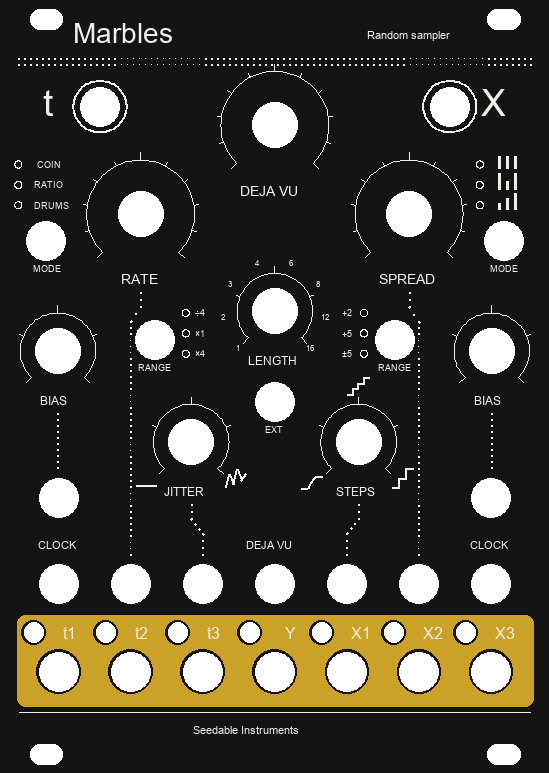 Marbles
Random sampler
t
X
COIN
RATIO
DRUMS
MODE
DEJA VU
MODE
RATE
SPREAD
÷4
×1
×4
RANGE
1
2
3
4
6
8
12
16
LENGTH
+2
+5
±5
RANGE
BIAS
BIAS
EXT
JITTER
STEPS
CLOCK
DEJA VU
CLOCK
t1 t2 t3 Y X1 X2 X3
Seedable Instruments